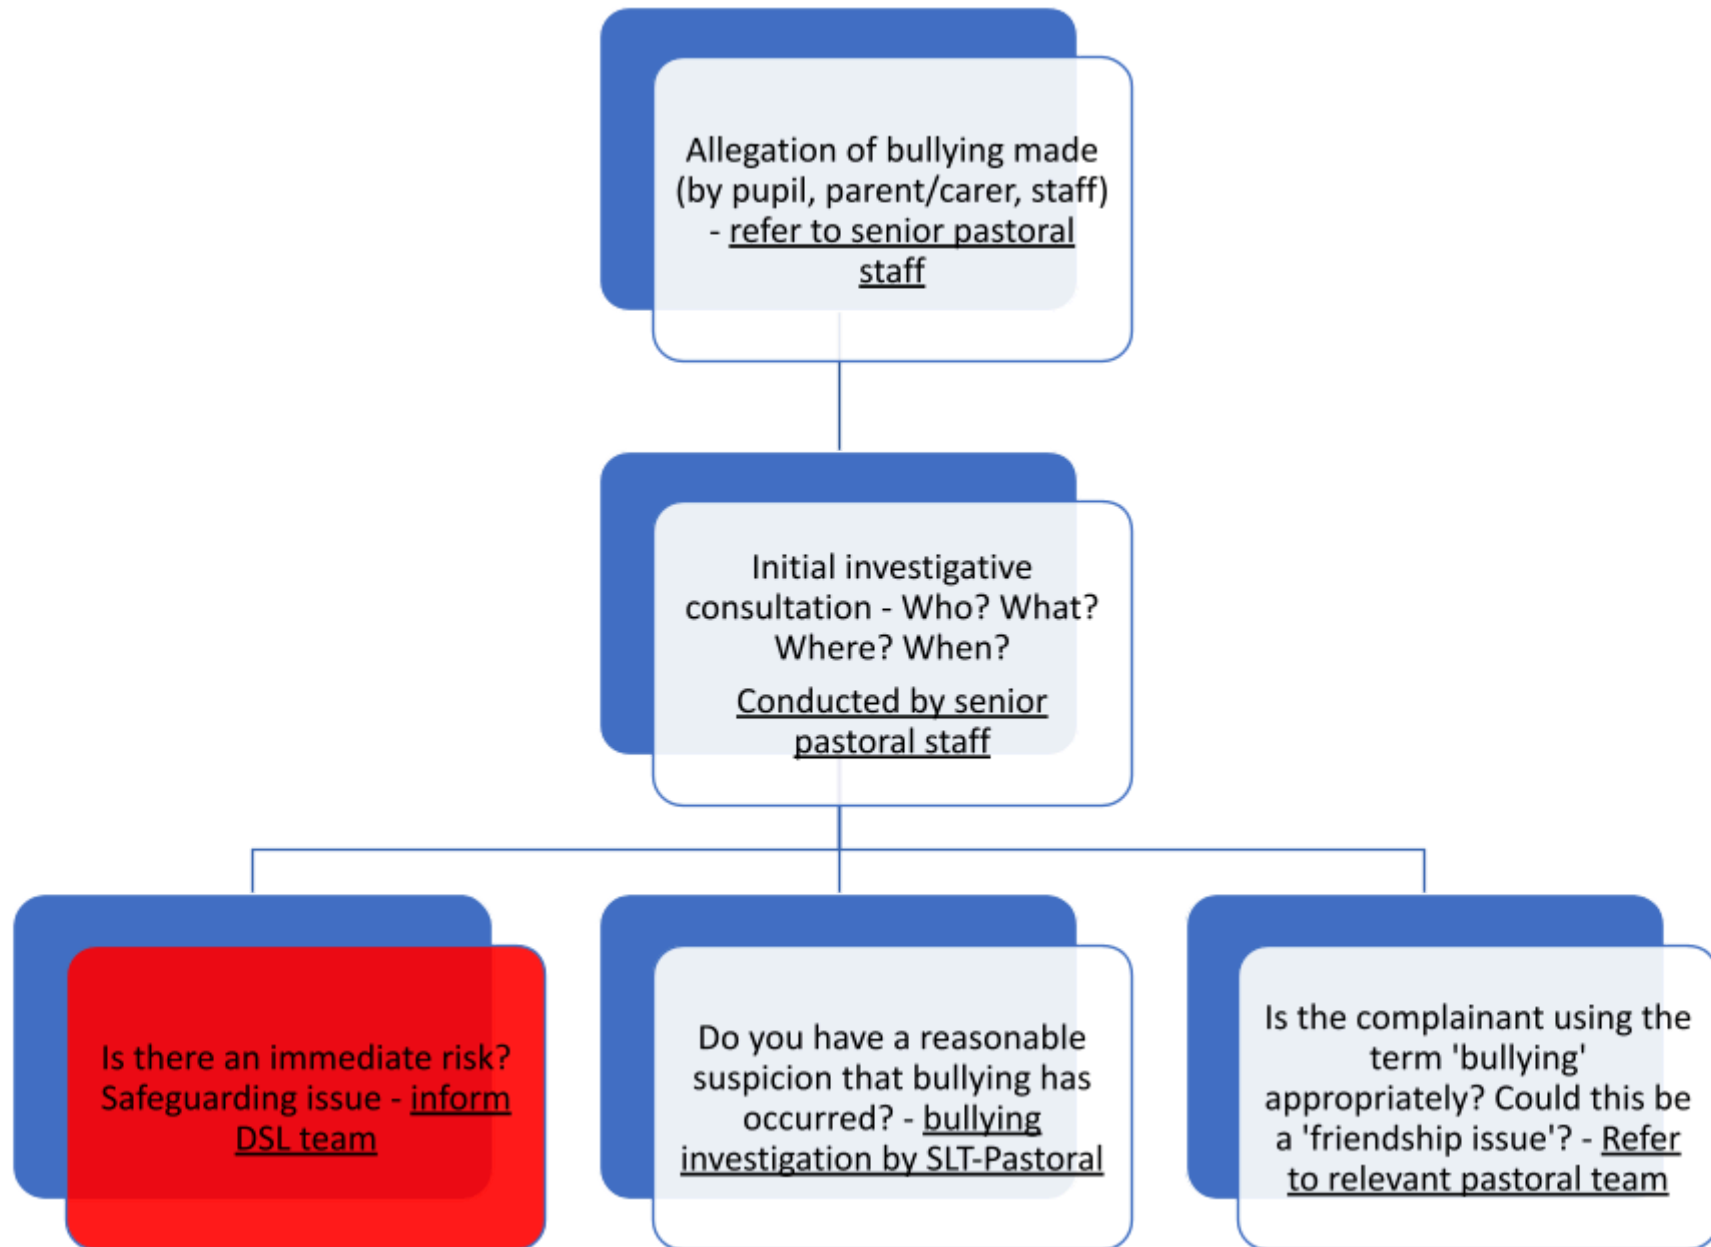 Allegation of bullying made
(by pupil, parent/carer, staff)
- refer to senior pastoral
staff
Initial investigative
consultation - Who? What?
Where? When?
Conducted by senior
pastoral staff
Is there an immediate risk?
Safeguarding issue - inform
DSL team
Do you have a reasonable
suspicion that bullying has
occurred? - bullying
investigation by SLT-Pastoral
Is the complainant using the
term 'bullying'
appropriately? Could this be
a 'friendship issue'? - Refer
to relevant pastoral team